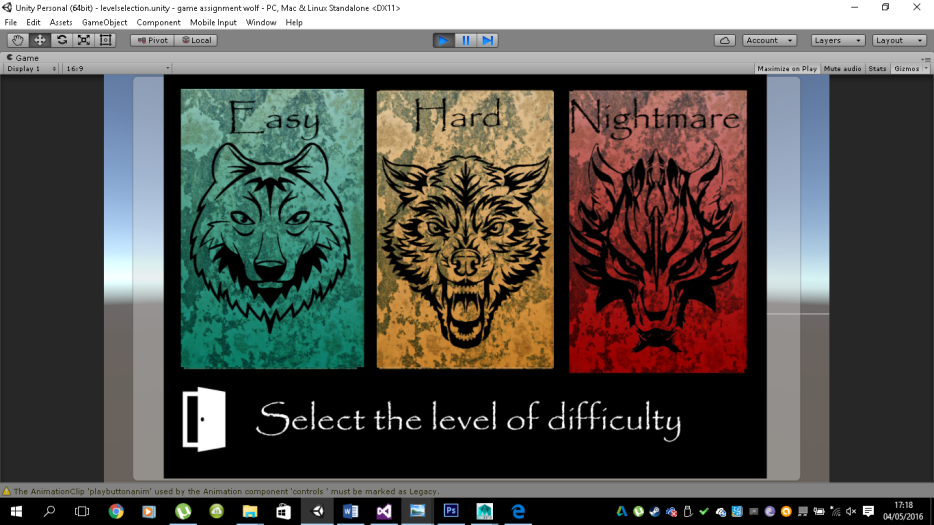 Unity Personal (64bit) - levelselection.unity - game assignment wolf - PC, Mac & Linux Standalone <DX11>
File Edit Assets GameObject Component Mobile Input Window Help
Pivot Local Account Layers Layout
Game
Display 1 16:9 Maximize on Play Mute audio Stats Gizmos
Easy Hard Nightmare
Select the level of difficulty
The AnimationClip 'playbuttonanim' used by the Animation component 'controls ' must be marked as Legacy.
17:18
04/05/2016